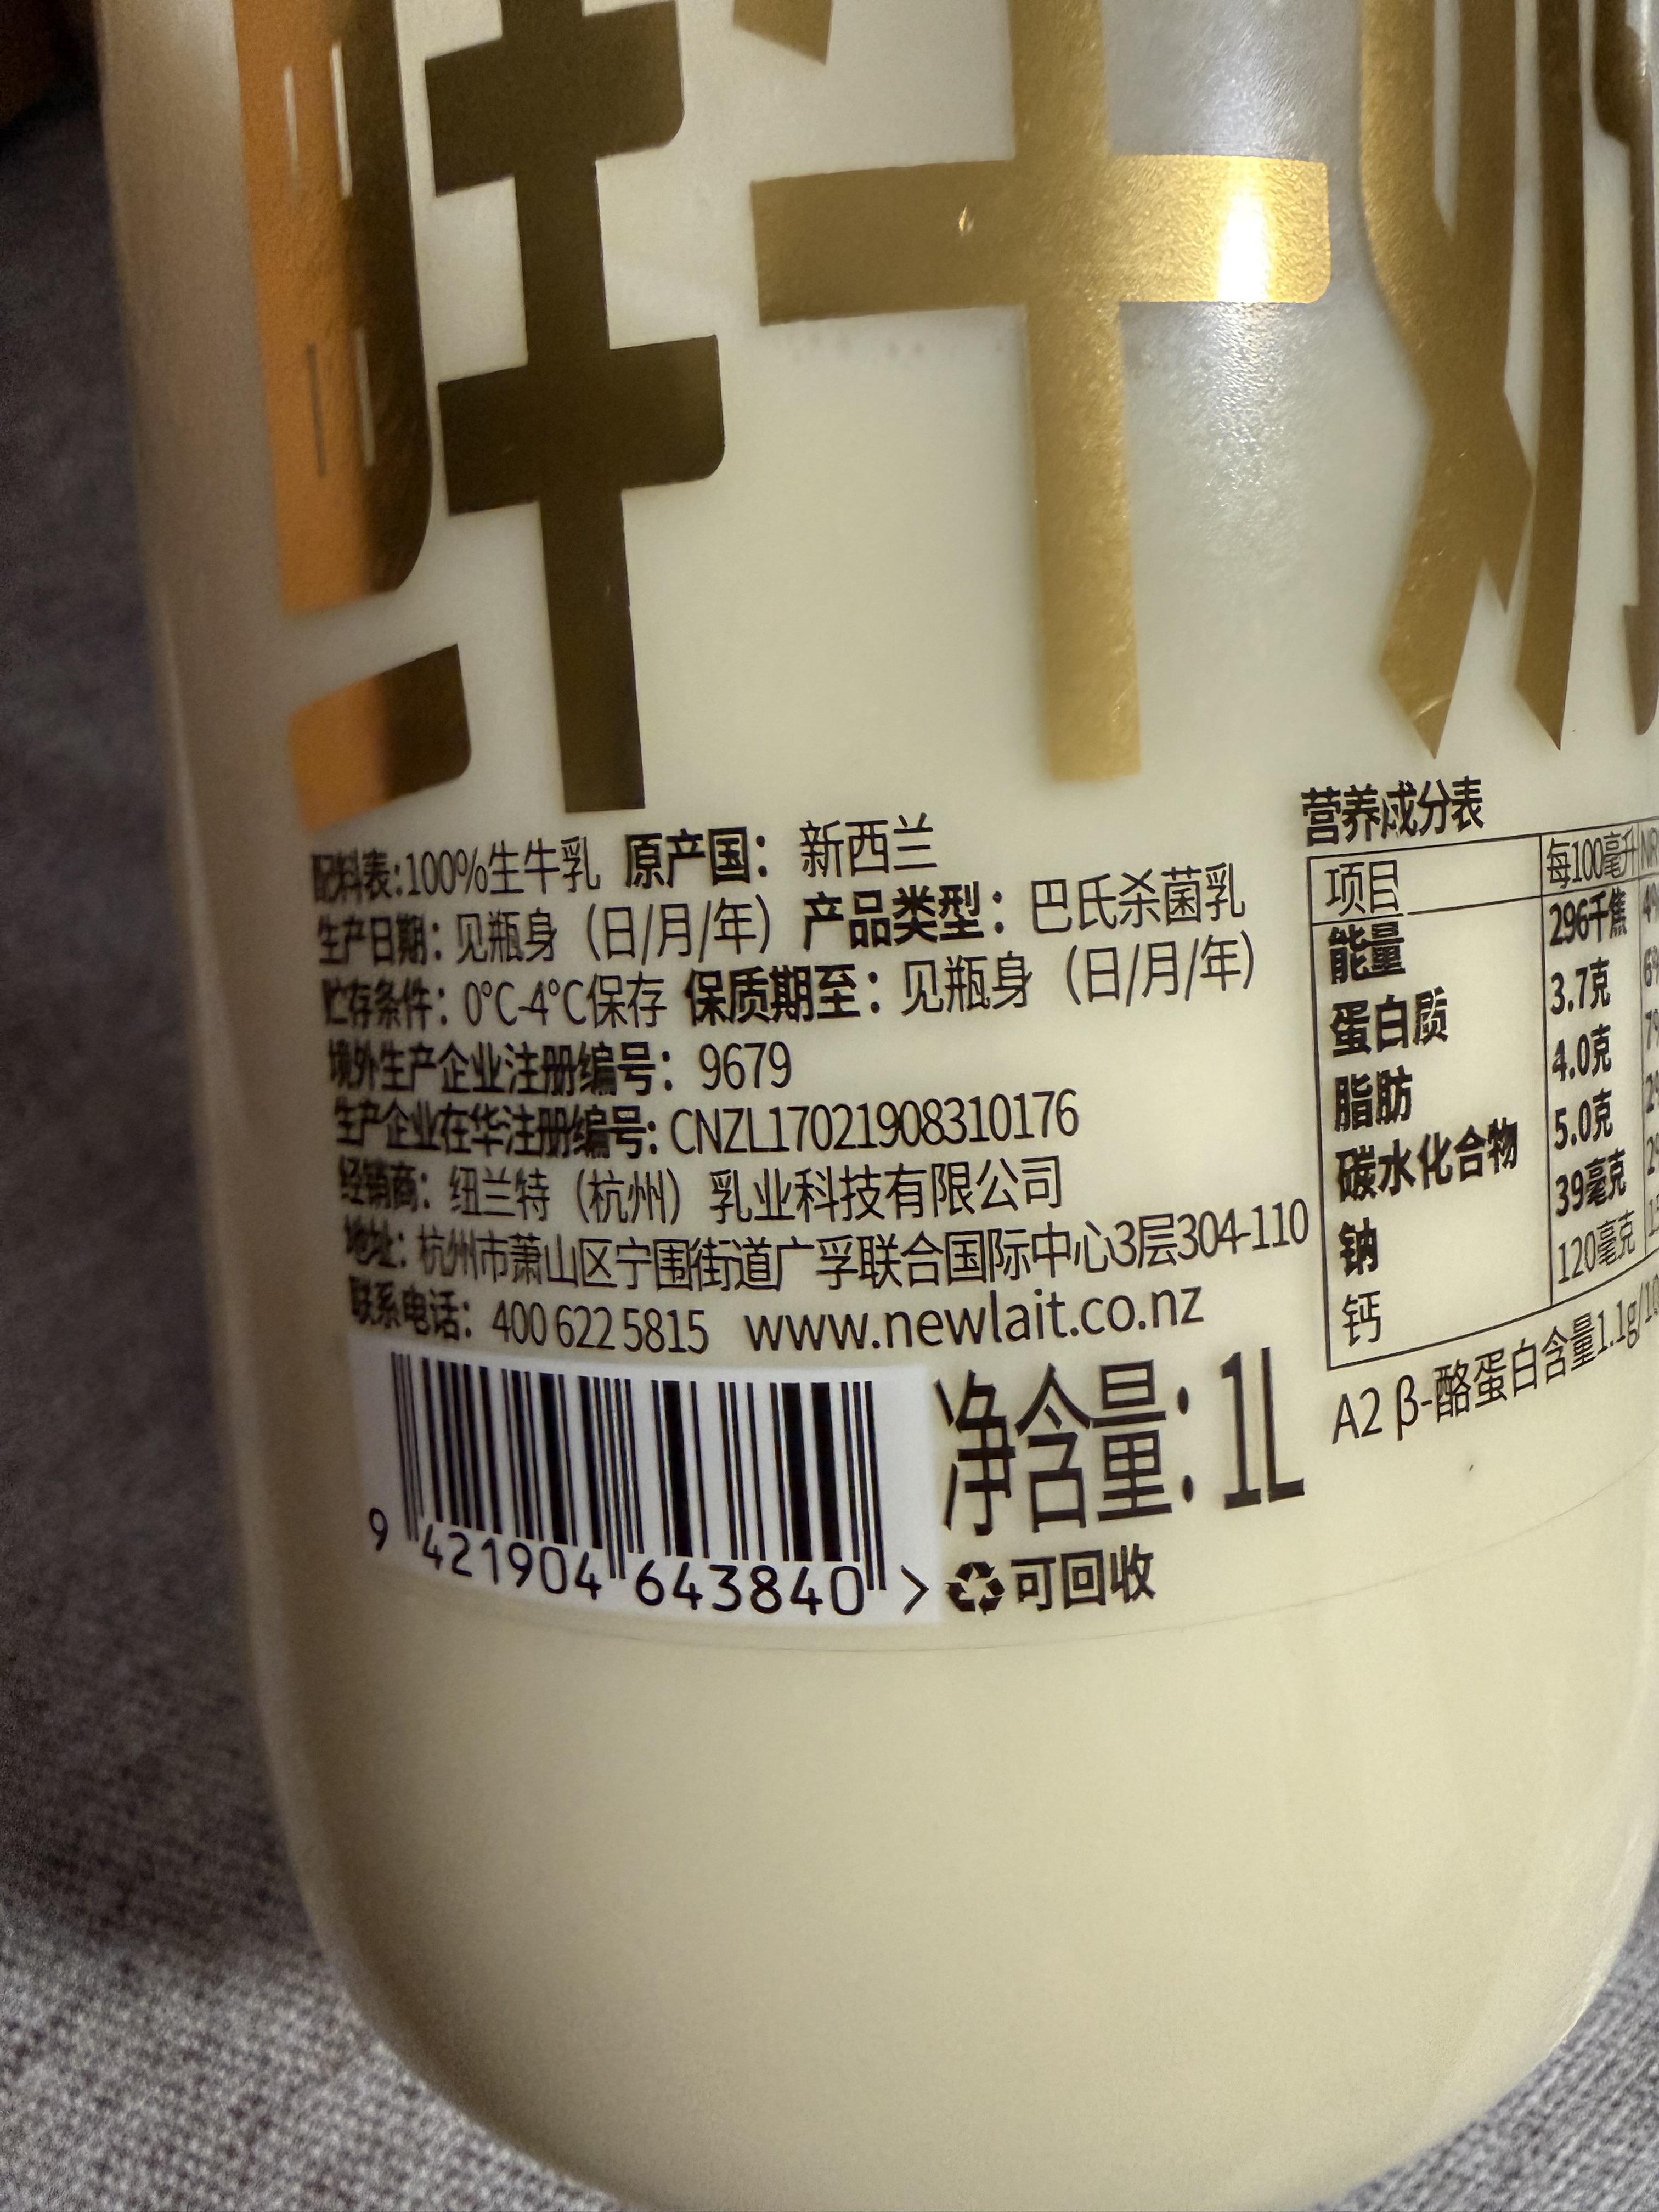 鲜牛奶
配料表:100%生牛乳 原产国：新西兰
生产日期：见瓶身（日/月/年）产品类型：巴氏杀菌乳
贮存条件：0°C-4°C保存 保质期至：见瓶身（日/月/年）
境外生产企业注册编号：9679
生产企业在华注册编号:CNZL17021908310176
经销商：纽兰特（杭州）乳业科技有限公司
地址：杭州市萧山区宁围街道广孚联合国际中心3层304-110
联系电话：400 622 5815 www.newlait.co.nz
9 421904 643840 >
净含量:1L
可回收
营养成分表
项目 每100毫升
能量 296千焦
蛋白质 3.7克
脂肪 4.0克
碳水化合物 5.0克
钠 39毫克
钙 120毫克
A2 β-酪蛋白含量1.1g/